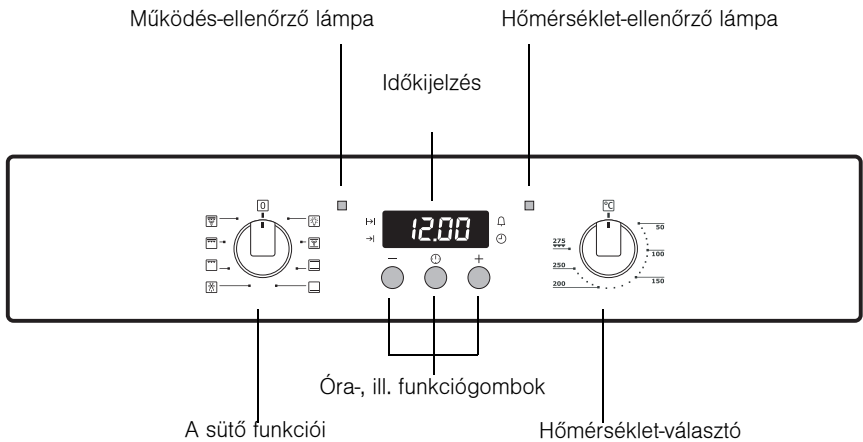 Működés-ellenőrző lámpa
Hőmérséklet-ellenőrző lámpa
Időkijelzés
0
12.00
°C
50
100
150
200
250
275
Óra-, ill. funkciógombok
A sütő funkciói
Hőmérséklet-választó